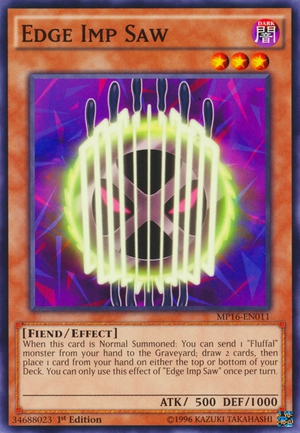 EDGE IMP SAW
DARK
闇
MP16-EN011
[FIEND/EFFECT]
When this card is Normal Summoned: You can send 1 "Fluffal"
monster from your hand to the Graveyard; draw 2 cards, then
place 1 card from your hand on either the top or bottom of your
Deck. You can only use this effect of "Edge Imp Saw" once per turn.
ATK/ 500 DEF/1000
34688023 1st Edition ©1996 KAZUKI TAKAHASHI